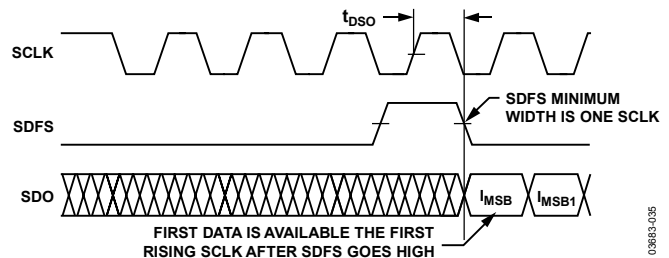 tDSO
SCLK
SDFS
SDFS MINIMUM
WIDTH IS ONE SCLK
SDO
IMSB
IMSB1
FIRST DATA IS AVAILABLE THE FIRST
RISING SCLK AFTER SDFS GOES HIGH
03683-035